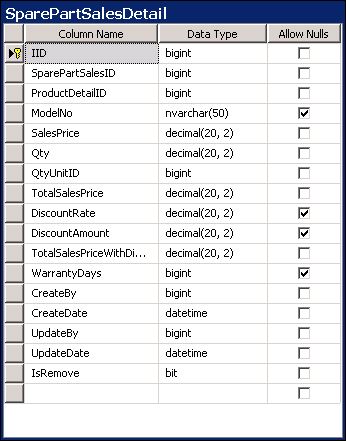 SparePartSalesDetail
Column Name Data Type Allow Nulls
IID bigint
SparePartSalesID bigint
ProductDetailID bigint
ModelNo nvarchar(50)
SalesPrice decimal(20, 2)
Qty decimal(20, 2)
QtyUnitID bigint
TotalSalesPrice decimal(20, 2)
DiscountRate decimal(20, 2)
DiscountAmount decimal(20, 2)
TotalSalesPriceWithDi... decimal(20, 2)
WarrantyDays bigint
CreateBy bigint
CreateDate datetime
UpdateBy bigint
UpdateDate datetime
IsRemove bit